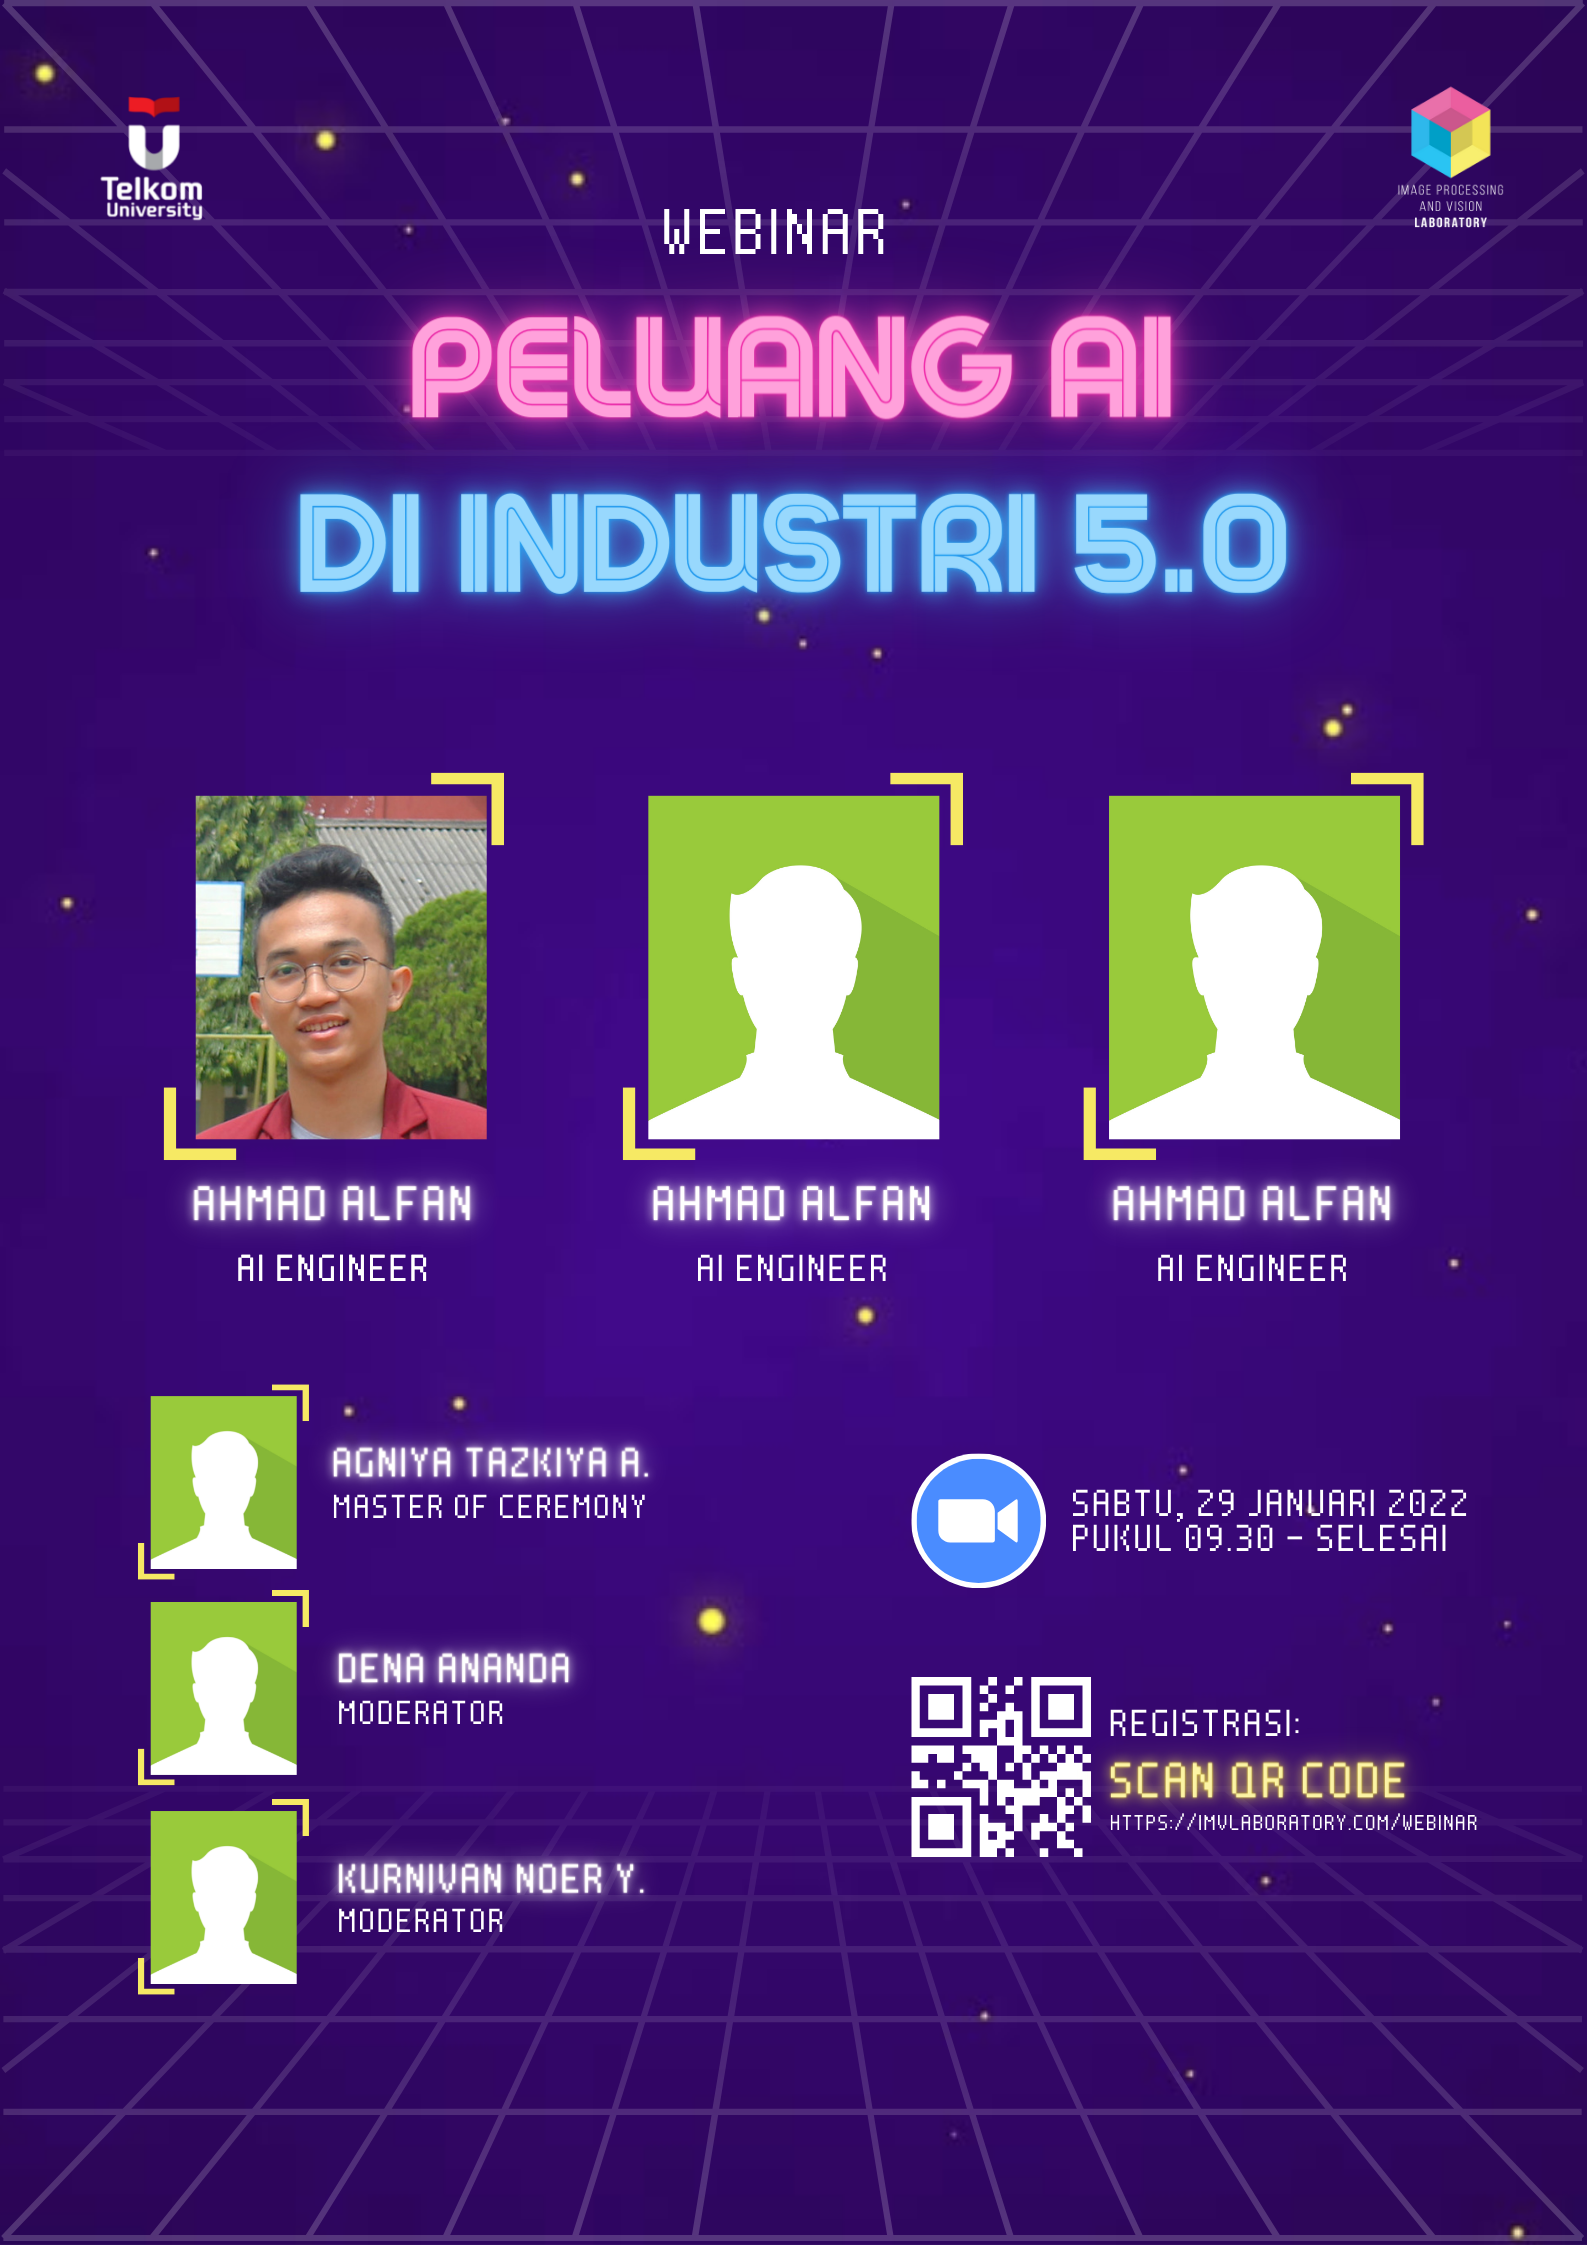 Telkom
University
IMAGE PROCESSING
AND VISION
LABORATORY
WEBINAR
PELUANG AI
DI INDUSTRI 5.0
AHMAD ALFAN
AI ENGINEER
AHMAD ALFAN
AI ENGINEER
AHMAD ALFAN
AI ENGINEER
AGNIYA TAZKIYA A.
MASTER OF CEREMONY
DENA ANANDA
MODERATOR
KURNIVAN NOER Y.
MODERATOR
SABTU, 29 JANUARI 2022
PUKUL 09.30 - SELESAI
REGISTRASI:
SCAN QR CODE
HTTPS://IMVLABORATORY.COM/WEBINAR